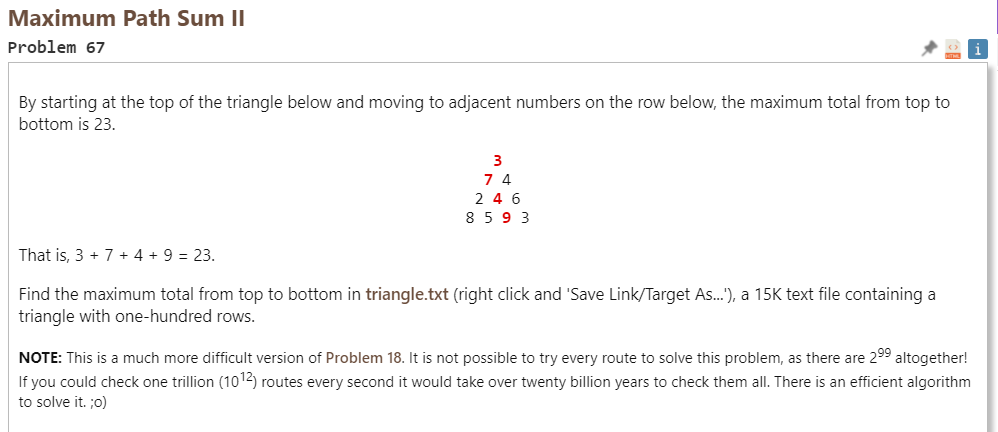 Maximum Path Sum II
Problem 67
HTML
i
By starting at the top of the triangle below and moving to adjacent numbers on the row below, the maximum total from top to
bottom is 23.
3
7 4
2 4 6
8 5 9 3
That is, 3 + 7 + 4 + 9 = 23.
Find the maximum total from top to bottom in triangle.txt (right click and 'Save Link/Target As...'), a 15K text file containing a
triangle with one-hundred rows.
NOTE: This is a much more difficult version of Problem 18. It is not possible to try every route to solve this problem, as there are 2⁹⁹ altogether!
If you could check one trillion (10¹²) routes every second it would take over twenty billion years to check them all. There is an efficient algorithm
to solve it. ;o)